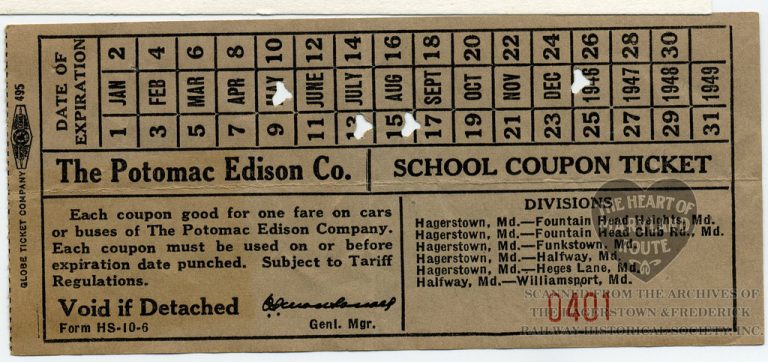 DATE OF EXPIRATION
2 4 6 8 10 12 14 16 18 20 22 24 26 28 30
JAN FEB MAR APR MAY JUNE JULY AUG SEPT OCT NOV DEC 1946 1947 1948 1949
1 3 5 7 9 11 13 15 17 19 21 23 25 27 29 31
GLOBE TICKET COMPANY 495
The Potomac Edison Co.
SCHOOL COUPON TICKET
Each coupon good for one fare on cars
or buses of The Potomac Edison Company.
Each coupon must be used on or before
expiration date punched. Subject to Tariff
Regulations.
Void if Detached
Form HS-10-6
Genl. Mgr.
DIVISIONS
Hagerstown, Md.—Fountain Head Heights, Md.
Hagerstown, Md.—Fountain Head Club Rd., Md.
Hagerstown, Md.—Funkstown, Md.
Hagerstown, Md.—Halfway, Md.
Hagerstown, Md.—Heges Lane, Md.
Halfway, Md.—Williamsport, Md.
0401
THE HEART OF
ROUTE
SCANNED FROM THE ARCHIVES OF
THE HAGERSTOWN & FREDERICK
RAILWAY HISTORICAL SOCIETY, INC.